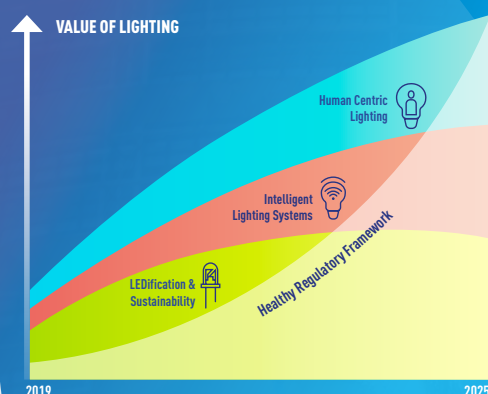 VALUE OF LIGHTING
Human Centric
Lighting
Intelligent
Lighting Systems
Healthy Regulatory Framework
LEDification &
Sustainability
2019
2025